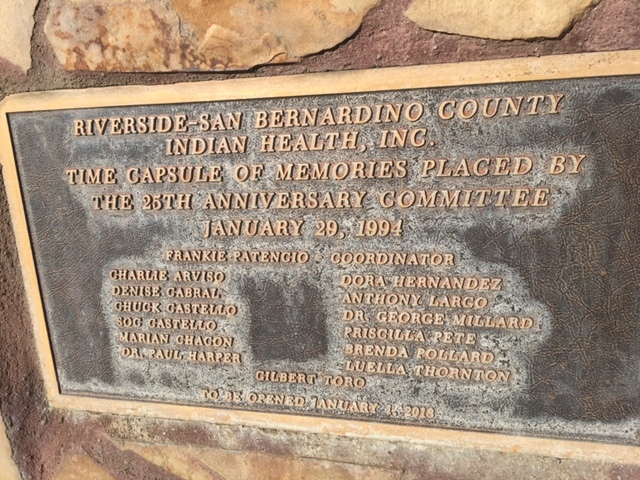 RIVERSIDE-SAN BERNARDINO COUNTY
INDIAN HEALTH, INC.
TIME CAPSULE OF MEMORIES PLACED BY
THE 25TH ANNIVERSARY COMMITTEE
JANUARY 29, 1994
FRANKIE PATENCIO - COORDINATOR
CHARLIE ARVISO
DENISE CABRAL
CHUCK CASTELLO
SOC CASTELLO
MARIAN CHACON
DR. PAUL HARPER
DORA HERNANDEZ
ANTHONY LARGO
DR. GEORGE MILLARD
PRISCILLA PETE
BRENDA POLLARD
LUELLA THORNTON
GILBERT TORO
TO BE OPENED JANUARY 1, 2018